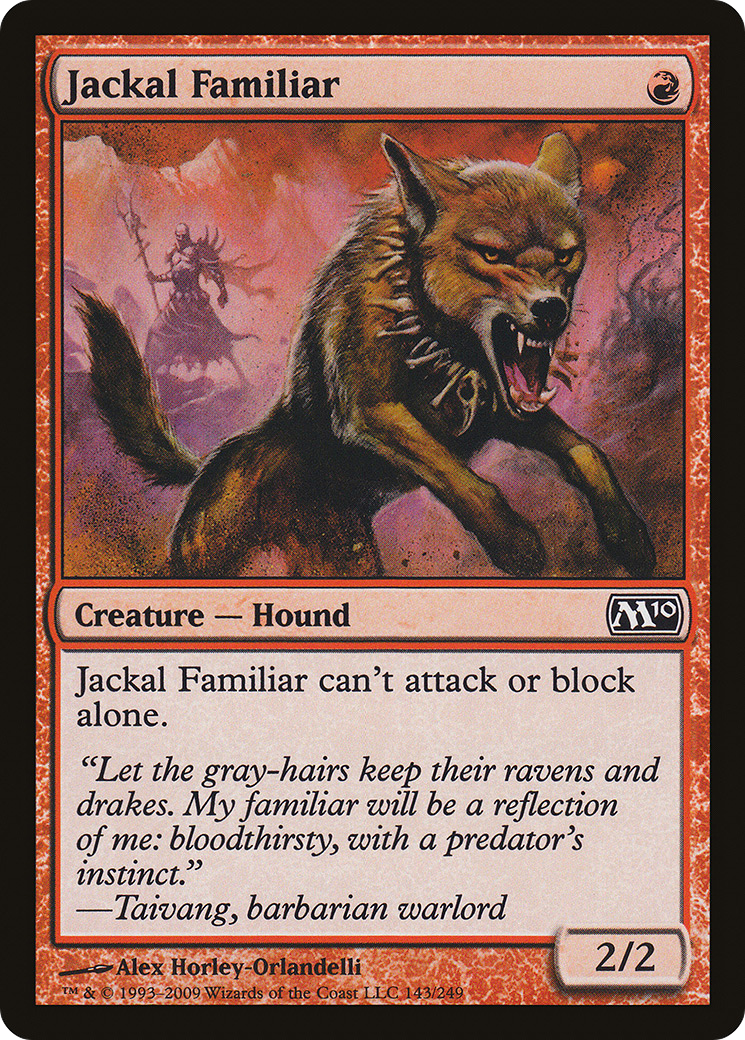 Jackal Familiar
Creature — Hound
M10
Jackal Familiar can't attack or block
alone.
“Let the gray-hairs keep their ravens and
drakes. My familiar will be a reflection
of me: bloodthirsty, with a predator's
instinct.”
—Taivang, barbarian warlord
2/2
Alex Horley-Orlandelli
™ & © 1993–2009 Wizards of the Coast LLC 143/249